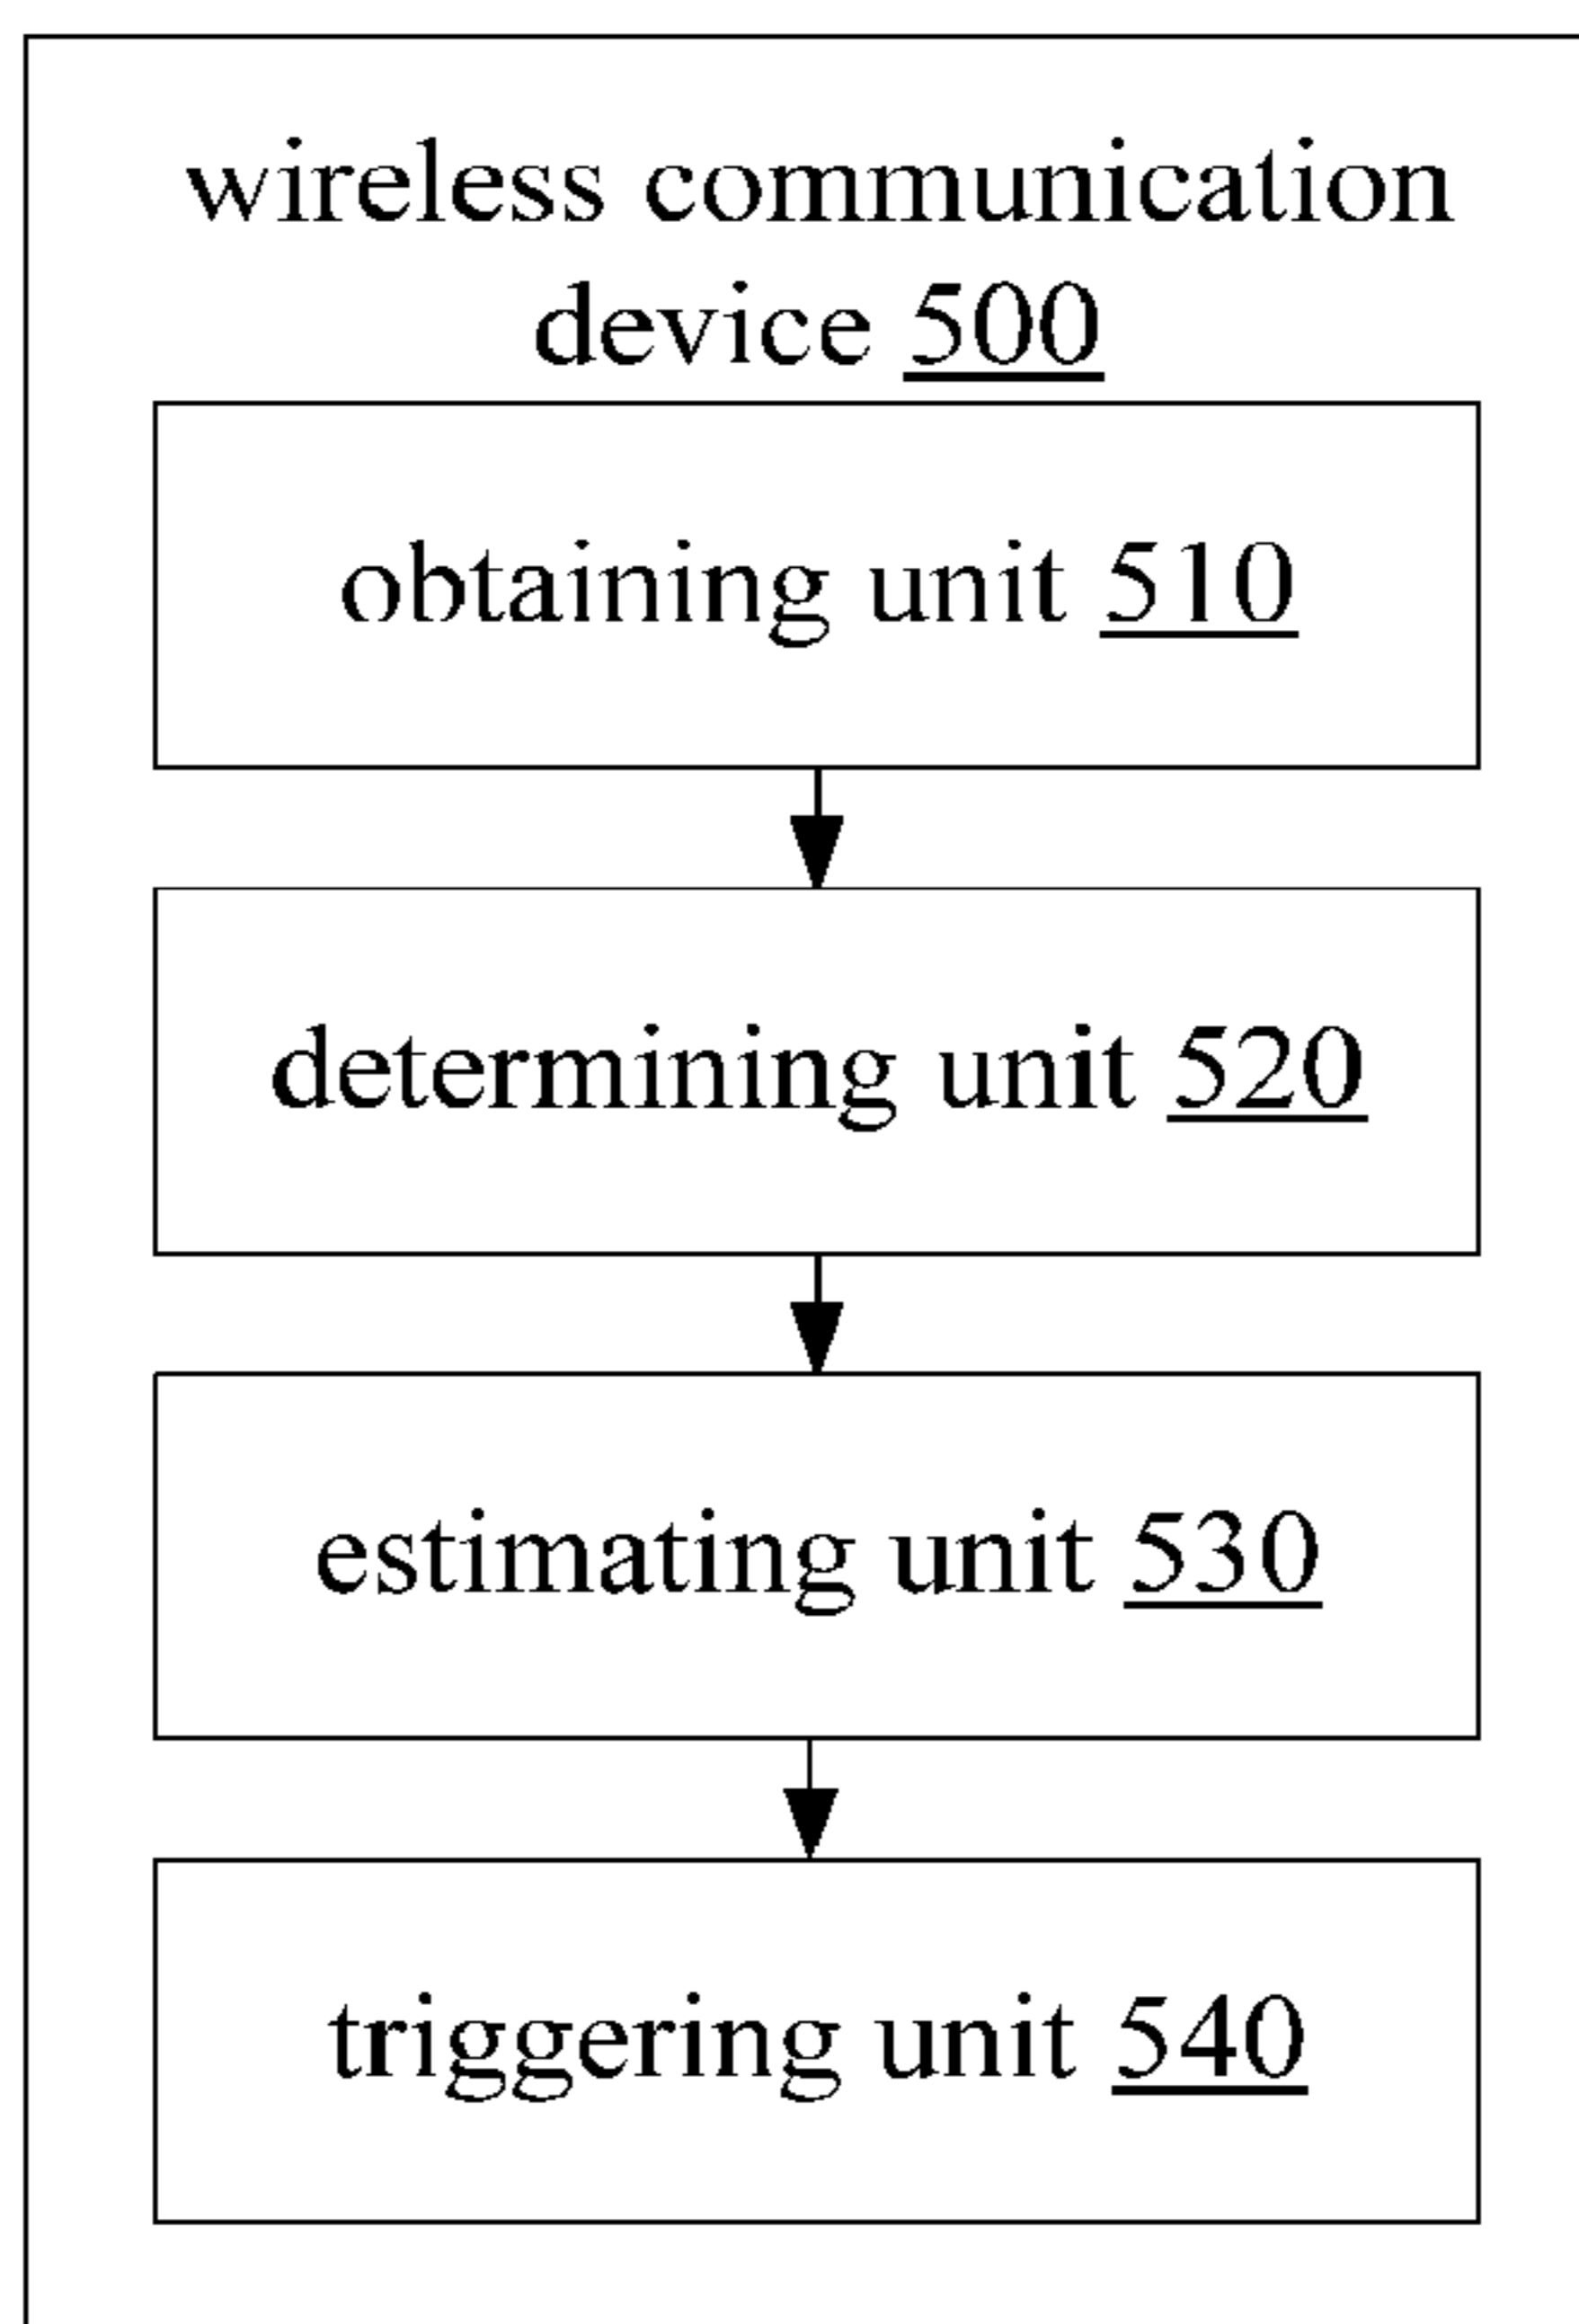 wireless communication
device 500
obtaining unit 510
determining unit 520
estimating unit 530
triggering unit 540